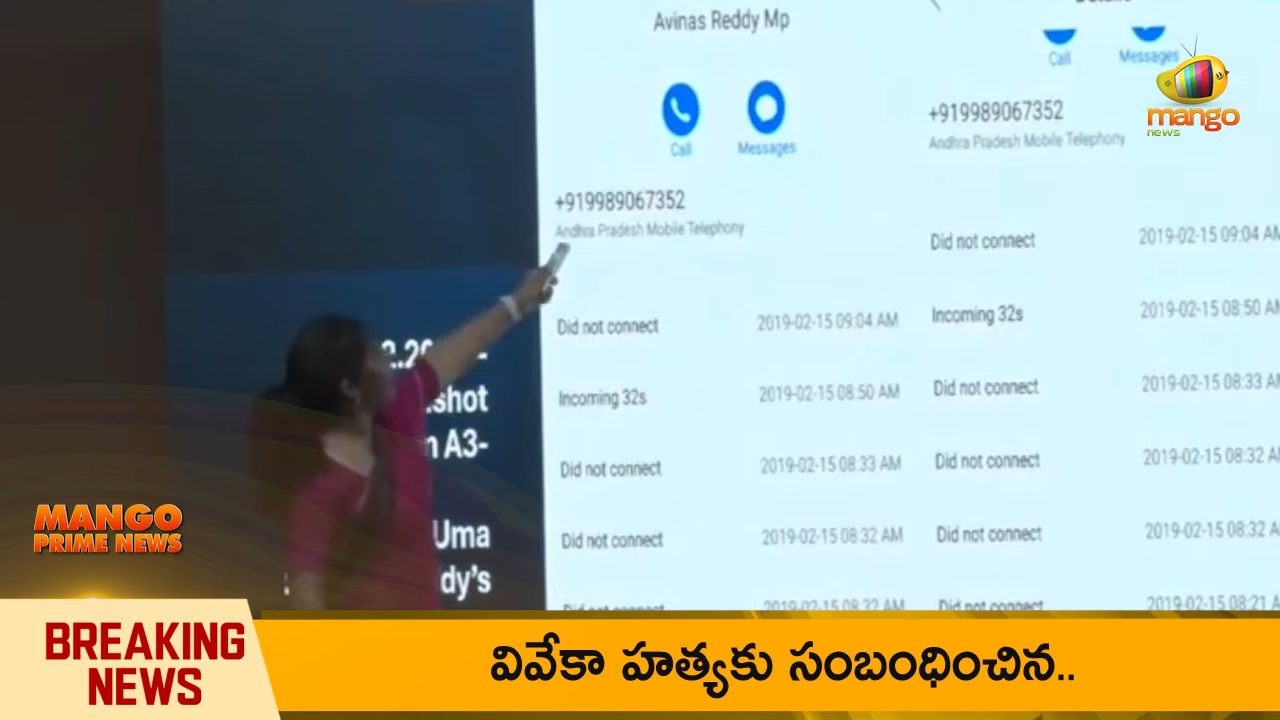 Avinas Reddy Mp
Call
Messages
+919989067352
Andhra Pradesh Mobile Telephony
Did not connect 2019-02-15 09:04 AM
Incoming 32s 2019-02-15 08:50 AM
Did not connect 2019-02-15 08:33 AM
Did not connect 2019-02-15 08:32 AM
Did not connect 2019-02-15 08:32 AM
Call
Messages
+919989067352
Andhra Pradesh Mobile Telephony
Did not connect 2019-02-15 09:04 AM
Incoming 32s 2019-02-15 08:50 AM
Did not connect 2019-02-15 08:33 AM
Did not connect 2019-02-15 08:32 AM
Did not connect 2019-02-15 08:32 A
Did not connect 2019-02-15 08:21 A
shot
A3-
Uma
dy's
mango
news
MANGO
PRIME NEWS
BREAKING
NEWS
వివేకా హత్యకు సంబంధించిన..